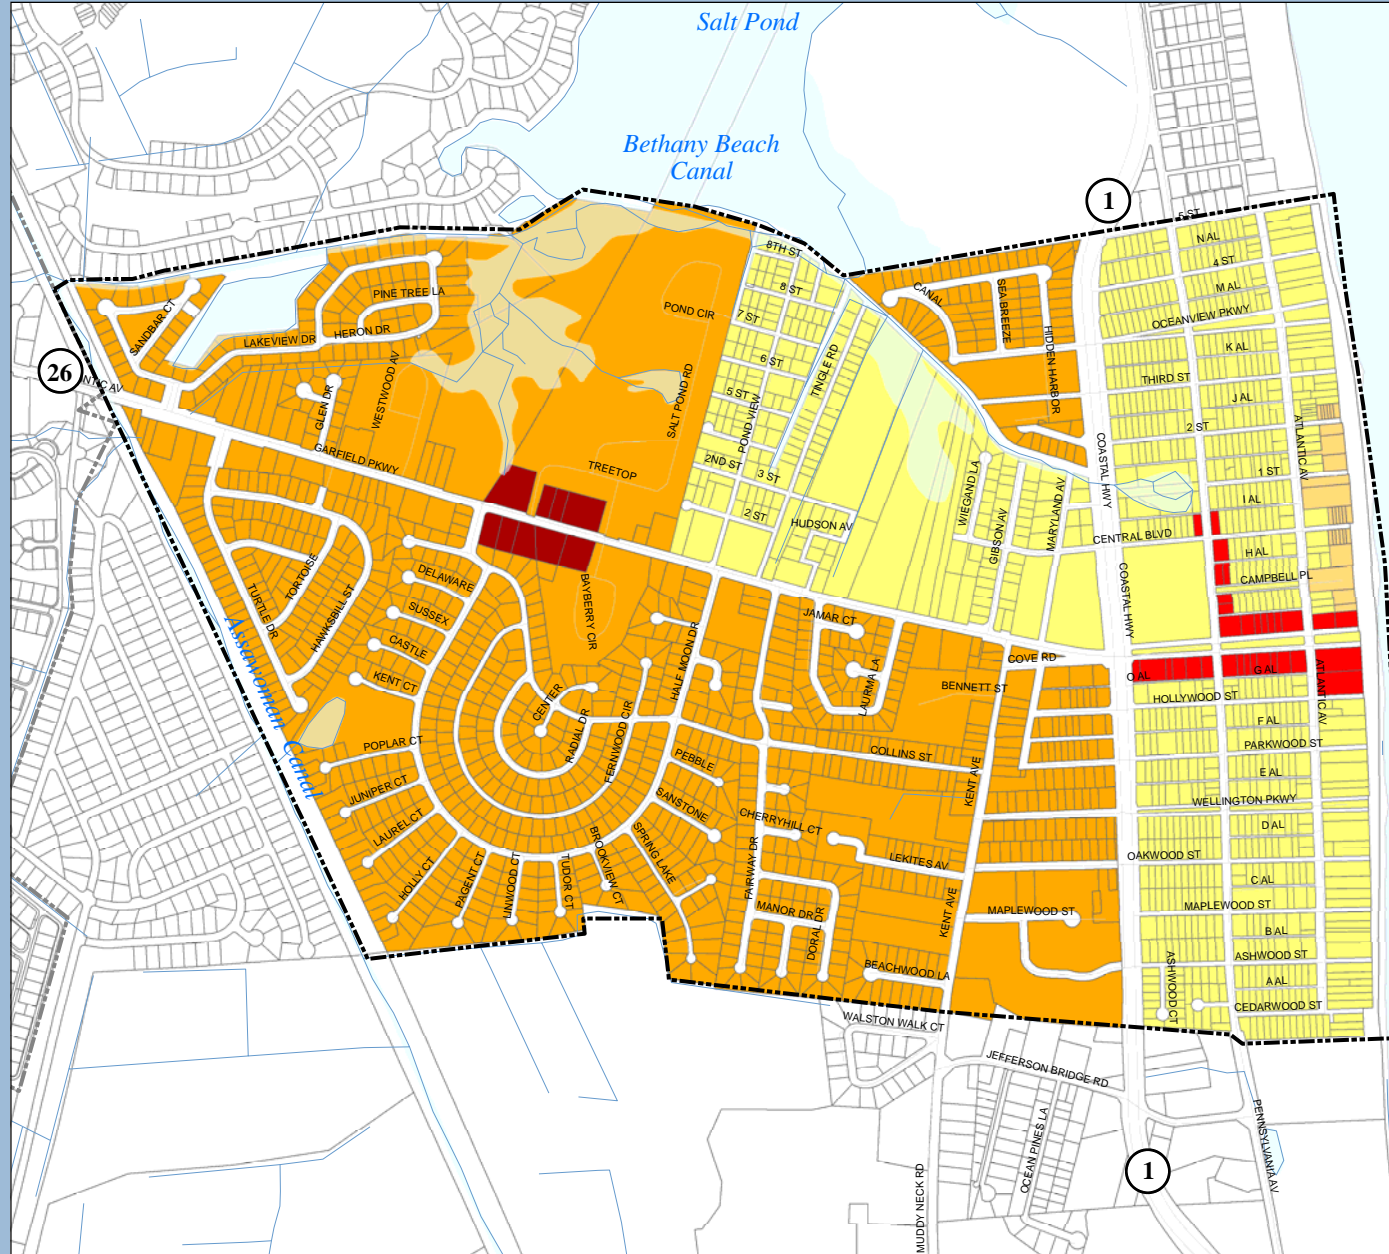 Salt Pond
Bethany Beach
Canal
1
5 ST
N AL
8TH ST
4 ST
8 ST
M AL
CANAL
SEA BREEZE
PINE TREE LA
POND CIR
7 ST
OCEANVIEW PKWY
SANDBAR CT
HERON DR
LAKEVIEW DR
HIDDEN HARBOR
K AL
6 ST
TINGLE RD
26
NTIC AV
WESTWOOD AV
GLEN DR
SALT POND RD
THIRD ST
5 ST
J AL
POND VIEW
2 ST
ATLANTIC AV
GARFIELD PKWY
TREETOP
2ND ST
3 ST
COASTAL HWY
1 ST
WIEGAND LA
MARYLAND AV
I AL
2 ST
HUDSON AV
GIBSON AV
CENTRAL BLVD
H AL
CAMPBELL PL
TORTOISE
TURTLE DR
HAWKSBILL ST
DELAWARE
SUSSEX
CASTLE
KENT CT
BAYBERRY CIR
JAMAR CT
COASTAL HWY
Assawoman Canal
HALF MOON DR
COVE RD
LAURMA LA
BENNETT ST
O AL
G AL
ATLANTIC AV
HOLLYWOOD ST
CENTER
RADIAL DR
FERNWOOD CIR
F AL
POPLAR CT
PEBBLE
COLLINS ST
PARKWOOD ST
JUNIPER CT
KENT AVE
E AL
SANSTONE
WELLINGTON PKWY
LAUREL CT
CHERRYHILL CT
D AL
SPRING LAKE
BROOKVIEW CT
HOLLY CT
PAGENT CT
LINWOOD CT
TUDOR CT
FAIRWAY DR
LEKITES AV
OAKWOOD ST
C AL
MANOR DR
DORAL DR
KENT AVE
MAPLEWOOD ST
MAPLEWOOD ST
B AL
BEACHWOOD LA
ASHWOOD CT
ASHWOOD ST
A AL
CEDARWOOD ST
WALSTON WALK CT
JEFFERSON BRIDGE RD
OCEAN PINES LA
PENNSYLVANIA AV
MUDDY NECK RD
1